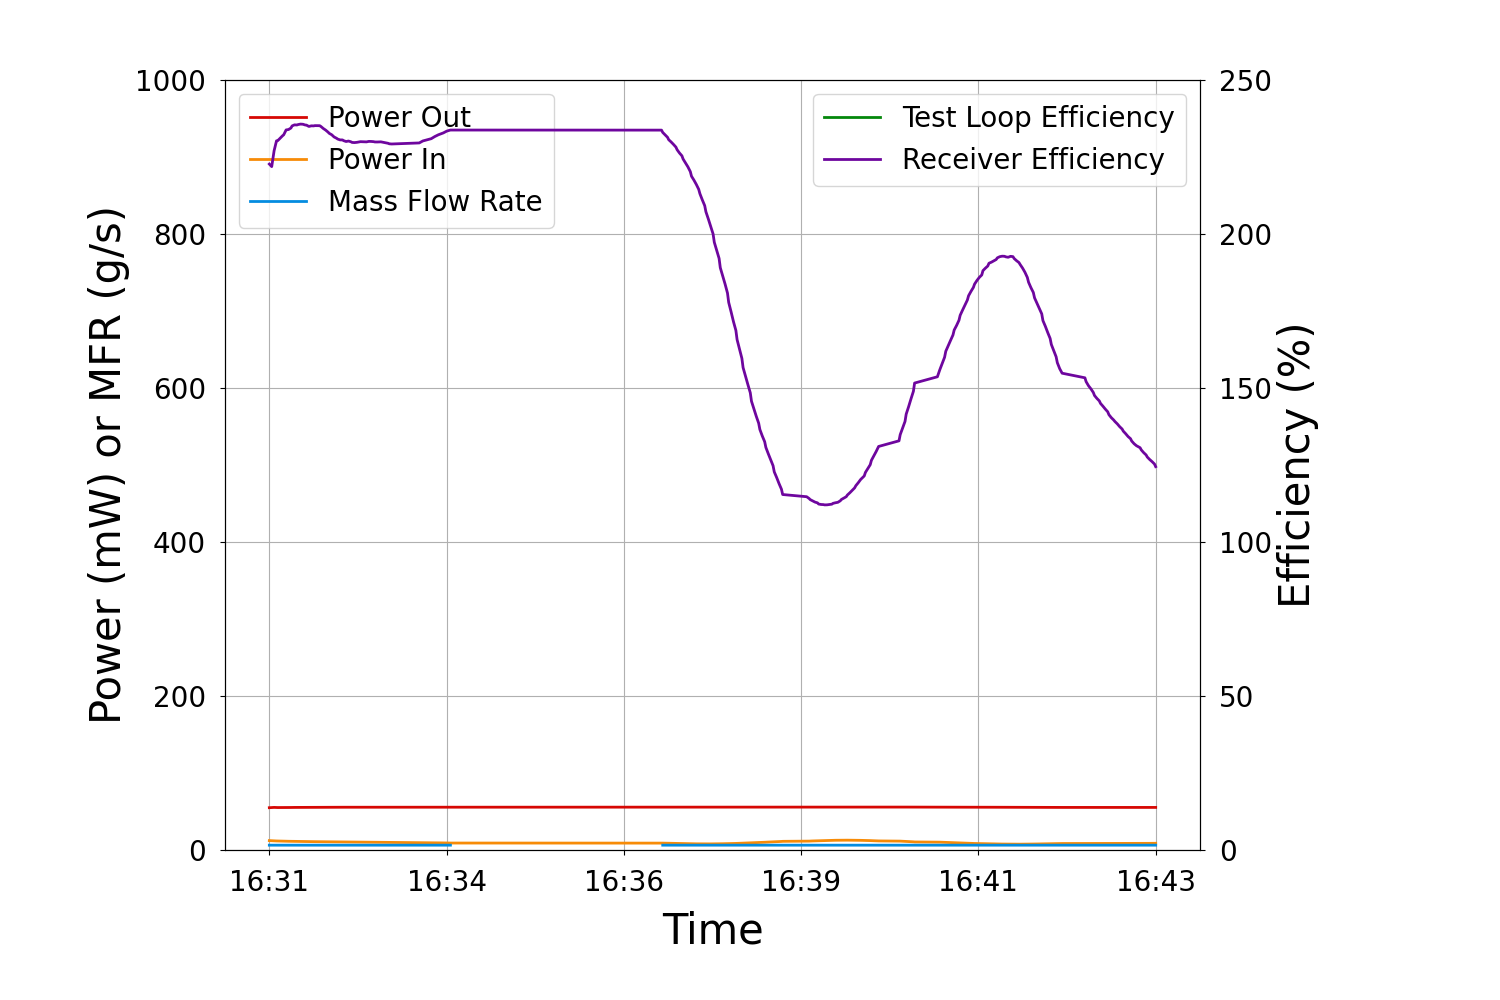 1000
800
600
400
200
0
Power (mW) or MFR (g/s)
Power Out
Power In
Mass Flow Rate
Test Loop Efficiency
Receiver Efficiency
250
200
150
100
50
0
Efficiency (%)
16:31 16:34 16:36 16:39 16:41 16:43
Time